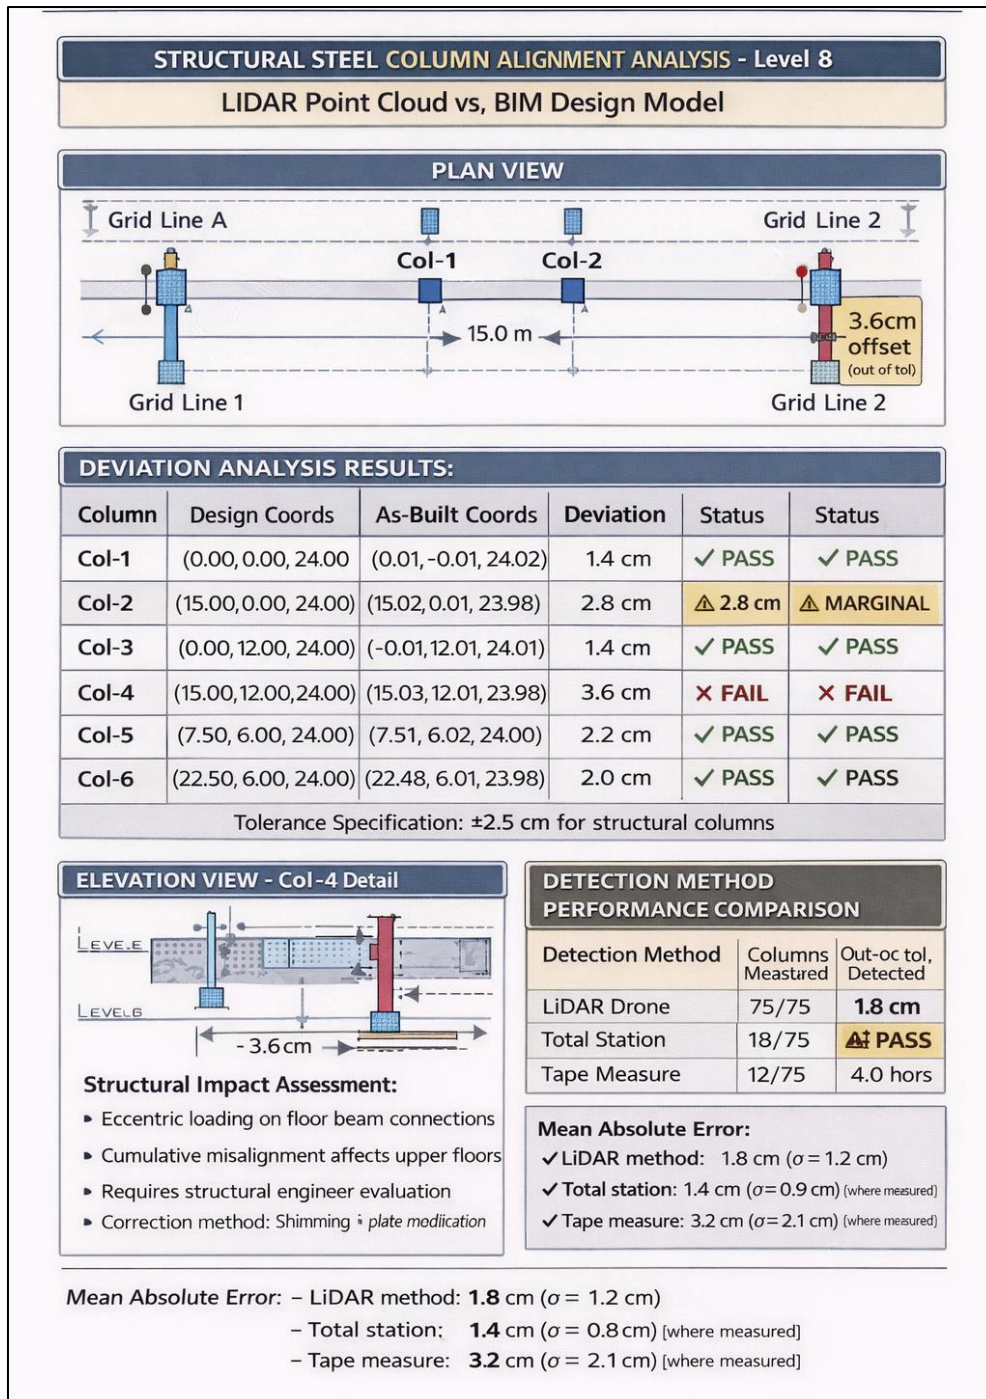 STRUCTURAL STEEL COLUMN ALIGNMENT ANALYSIS - Level 8
LIDAR Point Cloud vs, BIM Design Model
PLAN VIEW
Grid Line A
Grid Line 2
Col-1
Col-2
15.0 m
3.6cm
offset
(out of tol)
Grid Line 1
Grid Line 2
DEVIATION ANALYSIS RESULTS:
Column Design Coords As-Built Coords Deviation Status Status
Col-1 (0.00, 0.00, 24.00 (0.01, -0.01, 24.02) 1.4 cm ✓ PASS ✓ PASS
Col-2 (15.00, 0.00, 24.00) (15.02, 0.01, 23.98) 2.8 cm ⚠ 2.8 cm ⚠ MARGINAL
Col-3 (0.00, 12.00, 24.00) (-0.01, 12.01, 24.01) 1.4 cm ✓ PASS ✓ PASS
Col-4 (15.00, 12.00, 24.00) (15.03, 12.01, 23.98) 3.6 cm ✕ FAIL ✕ FAIL
Col-5 (7.50, 6.00, 24.00) (7.51, 6.02, 24.00) 2.2 cm ✓ PASS ✓ PASS
Col-6 (22.50, 6.00, 24.00) (22.48, 6.01, 23.98) 2.0 cm ✓ PASS ✓ PASS
Tolerance Specification: ±2.5 cm for structural columns
ELEVATION VIEW - Col-4 Detail
LEVE.E
LEVEL6
- 3.6cm
Structural Impact Assessment:
Eccentric loading on floor beam connections
Cumulative misalignment affects upper floors
Requires structural engineer evaluation
Correction method: Shimming plate modiication
DETECTION METHOD
PERFORMANCE COMPARISON
Detection Method Columns Meastıred Out-oc tol, Detected
LiDAR Drone 75/75 1.8 cm
Total Station 18/75 PASS
Tape Measure 12/75 4.0 hors
Mean Absolute Error:
✓ LiDAR method: 1.8 cm (σ = 1.2 cm)
✓ Total station: 1.4 cm (σ = 0.9 cm) [where measured]
✓ Tape measure: 3.2 cm (σ = 2.1 cm) [where measured]
Mean Absolute Error: – LiDAR method: 1.8 cm (σ = 1.2 cm)
– Total station: 1.4 cm (σ = 0.8 cm) [where measured]
– Tape measure: 3.2 cm (σ = 2.1 cm) [where measured]